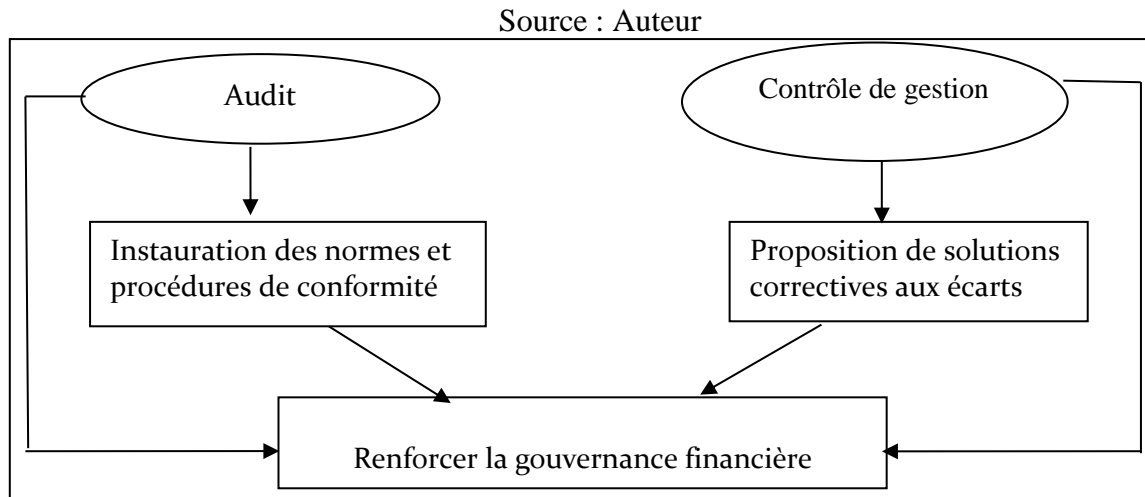 Source : Auteur
Audit
Contrôle de gestion
Instauration des normes et
procédures de conformité
Proposition de solutions
correctives aux écarts
Renforcer la gouvernance financière